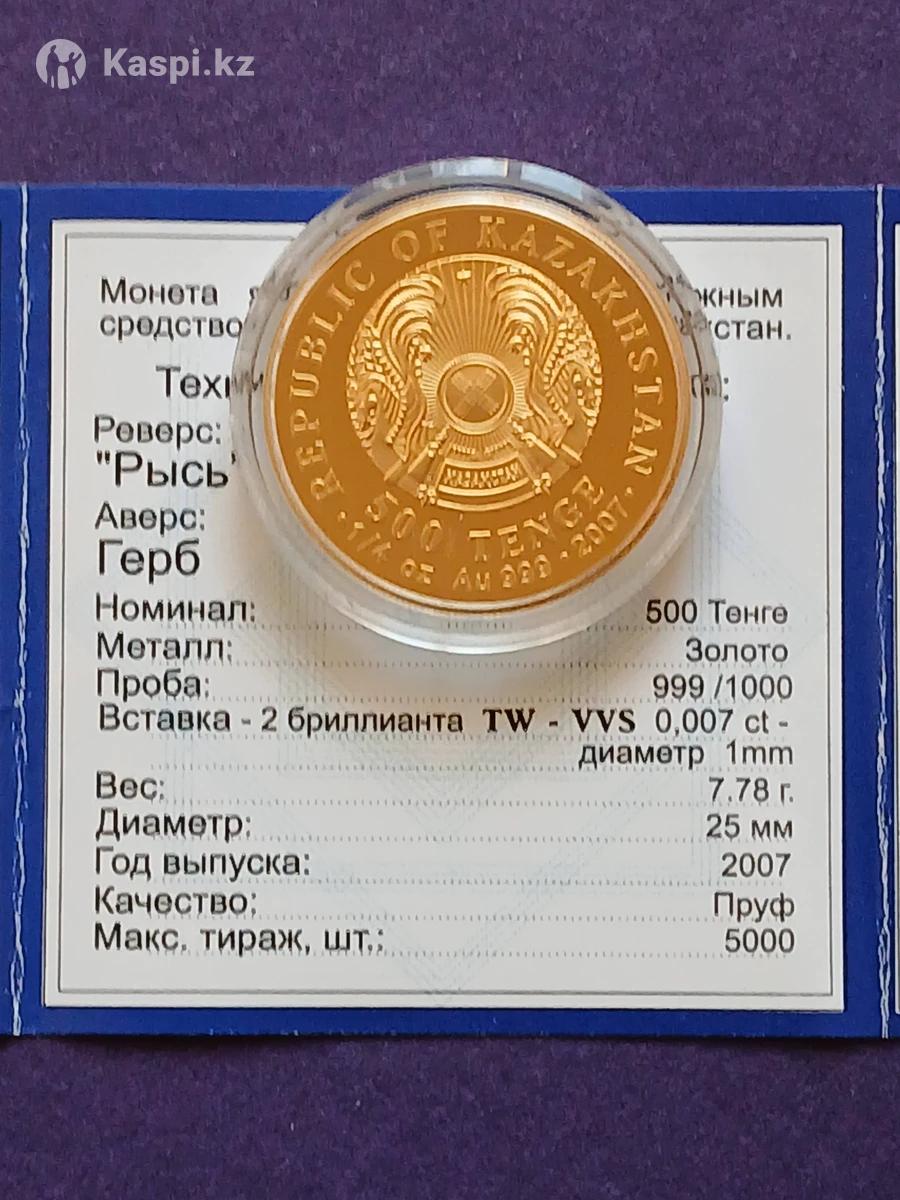 Kaspi.kz
REPUBLIC OF KAZAKHSTAN
ҚАЗАҚСТАН
500 TENGE
· 1/4 oz Au 999 · 2007 ·
Монета
средство
Реверс:
"Рысь"
Аверс:
Герб
Номинал: 500 Тенге
Металл: Золото
Проба: 999 /1000
Вставка - 2 бриллианта TW - VVS 0,007 ct -
диаметр 1mm
Вес: 7.78 г.
Диаметр: 25 мм
Год выпуска: 2007
Качество: Пруф
Макс. тираж, шт.: 5000